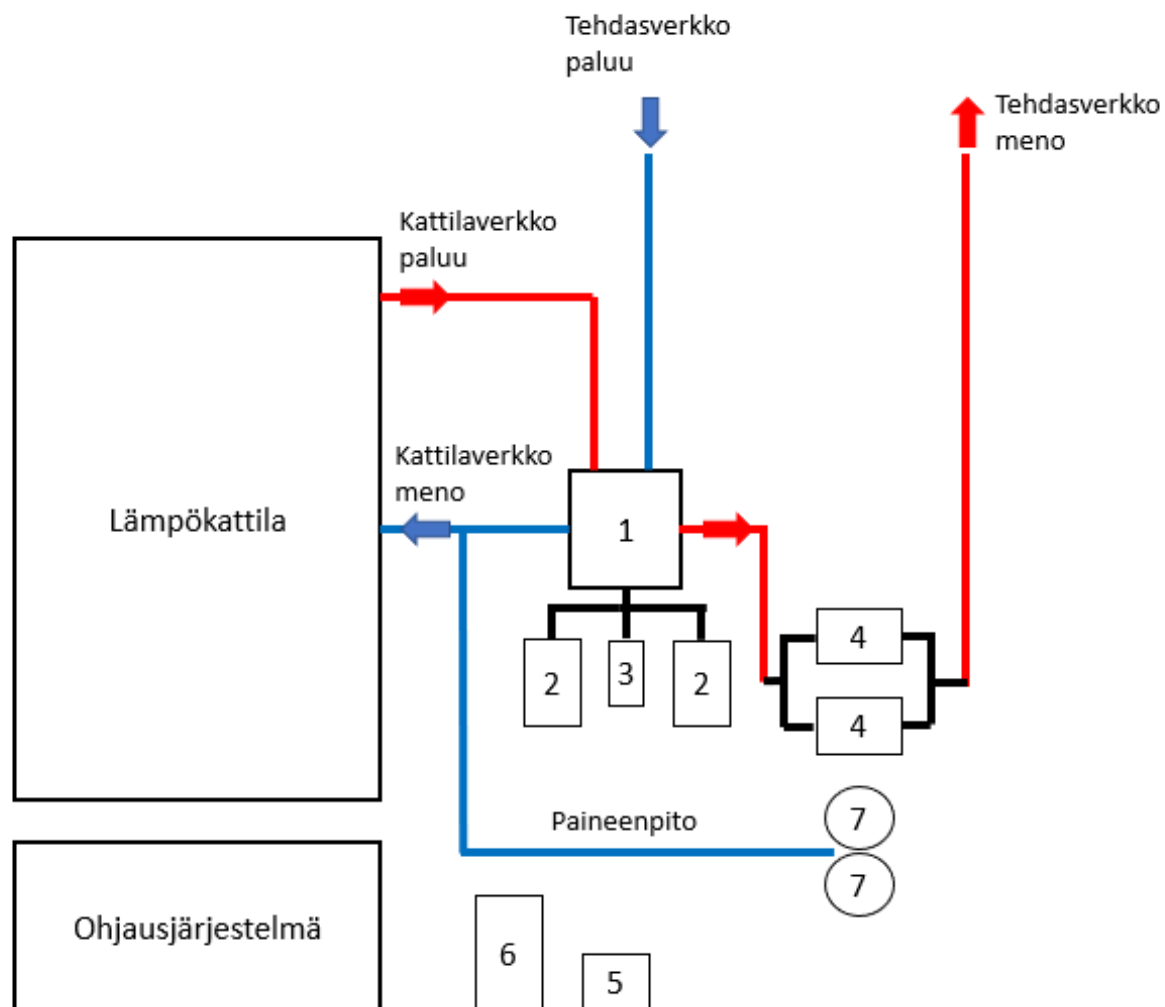 Tehdasverkko
paluu
Tehdasverkko
meno
Kattilaverkko
paluu
Kattilaverkko
meno
Lämpökattila
1
2
3
2
4
4
Paineenpito
7
7
Ohjausjärjestelmä
6
5